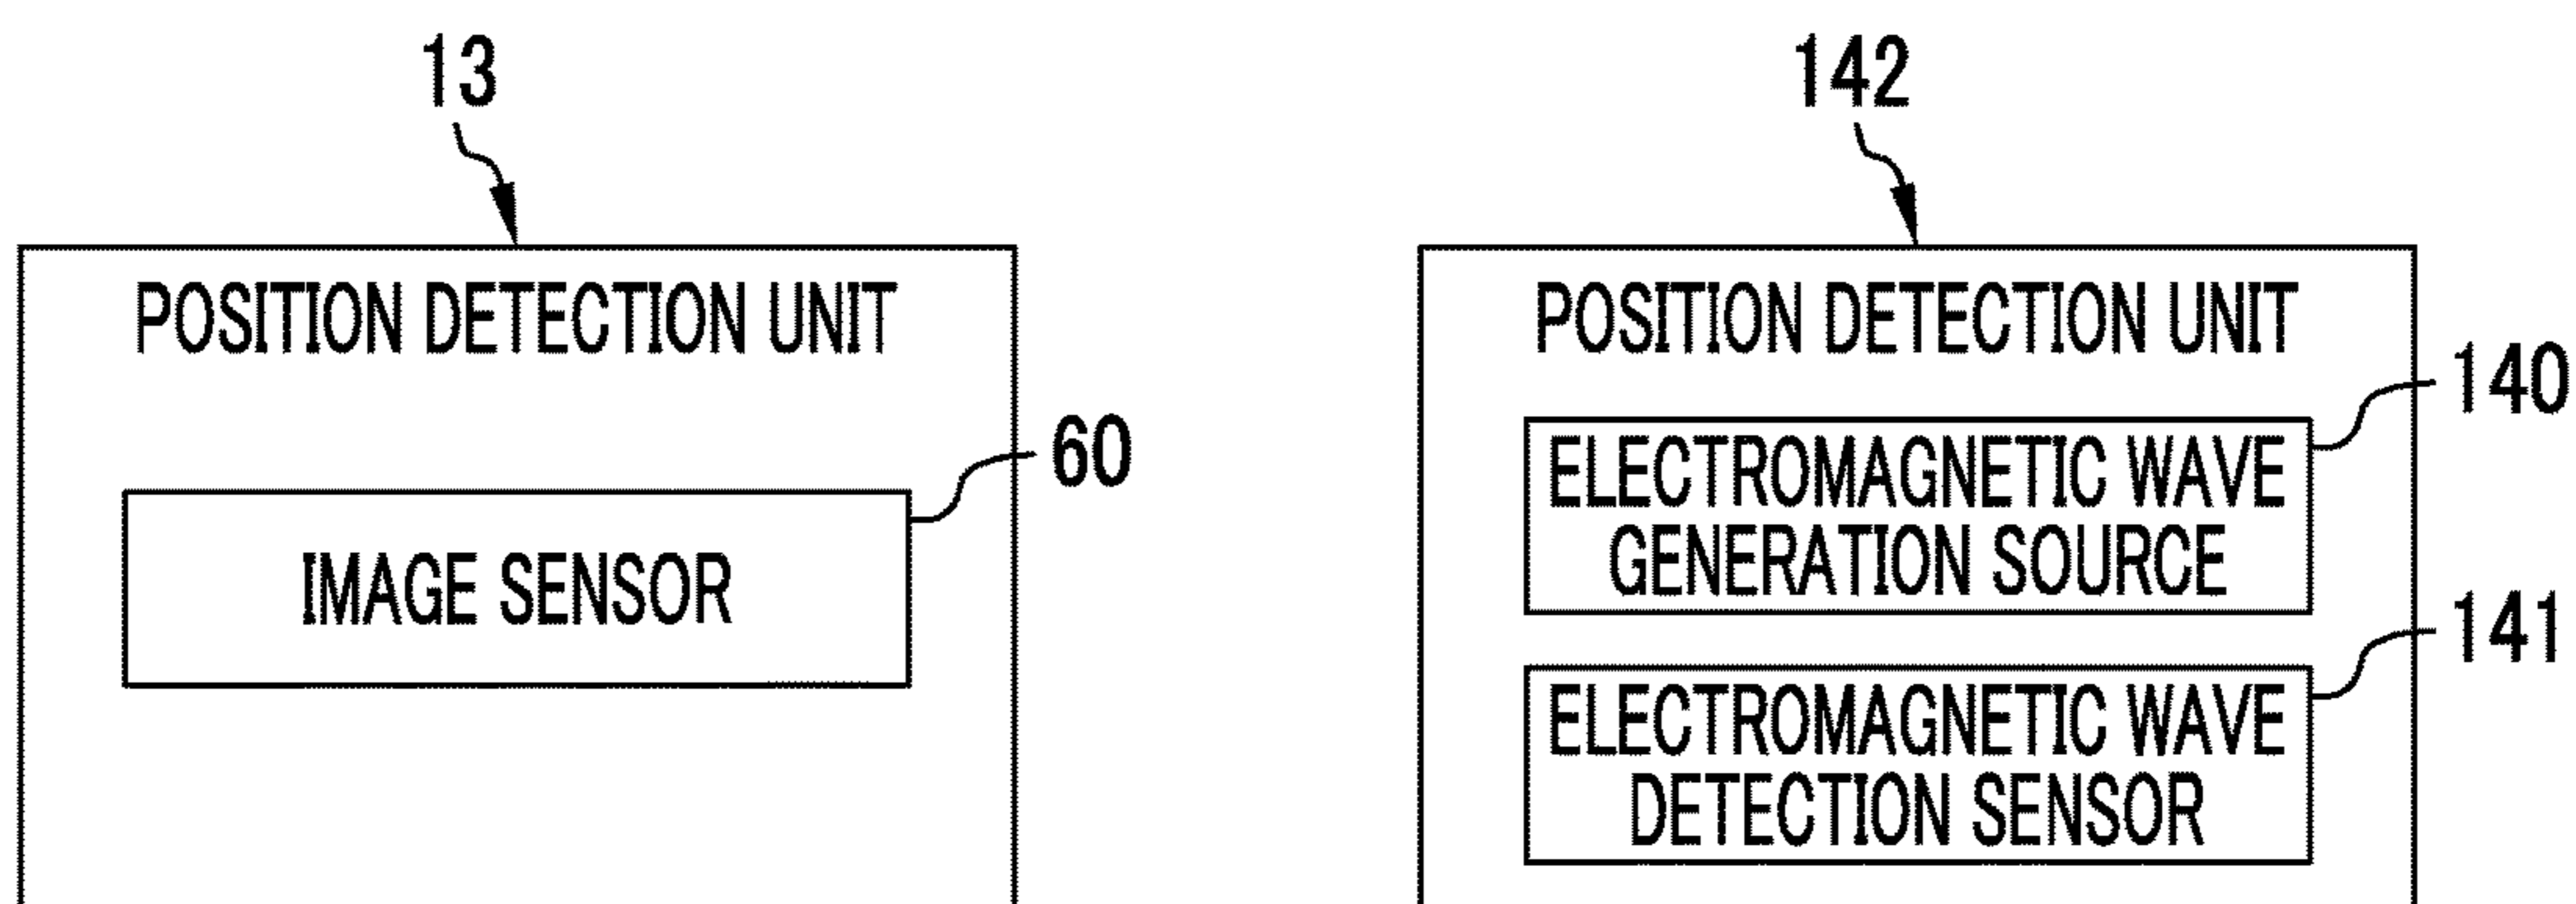 13
POSITION DETECTION UNIT
60
IMAGE SENSOR
142
POSITION DETECTION UNIT
140
ELECTROMAGNETIC WAVE
GENERATION SOURCE
141
ELECTROMAGNETIC WAVE
DETECTION SENSOR